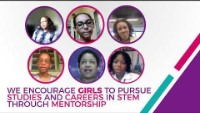 WE ENCOURAGE GIRLS TO PURSUE
STUDIES AND CAREERS IN STEM
THROUGH MENTORSHIP